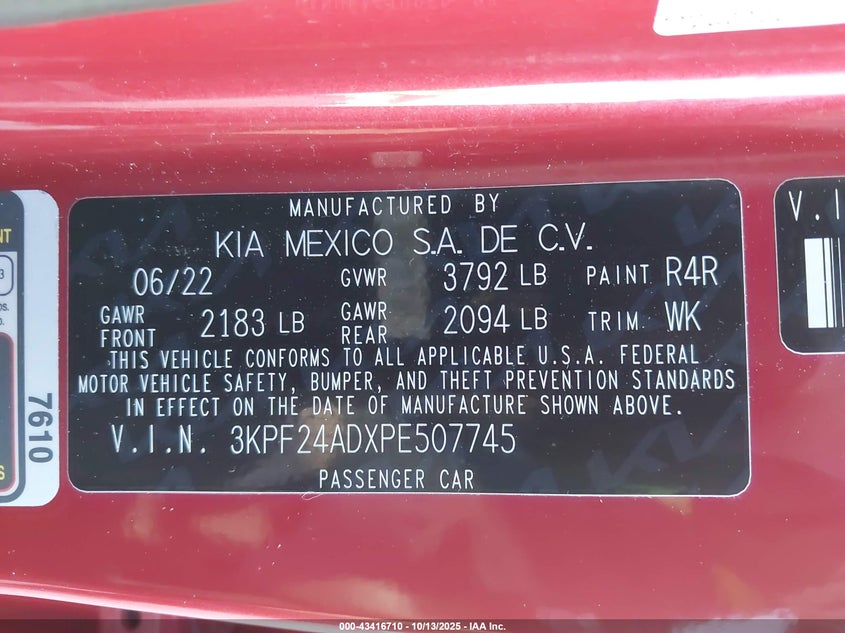 MANUFACTURED BY
KIA MEXICO S.A. DE C.V.
06/22 GVWR 3792 LB PAINT R4R
GAWR FRONT 2183 LB GAWR REAR 2094 LB TRIM WK
THIS VEHICLE CONFORMS TO ALL APPLICABLE U.S.A. FEDERAL
MOTOR VEHICLE SAFETY, BUMPER, AND THEFT PREVENTION STANDARDS
IN EFFECT ON THE DATE OF MANUFACTURE SHOWN ABOVE.
V.I.N. 3KPF24ADXPE507745
PASSENGER CAR
7610
V.I
000-43416710 - 10/13/2025 - IAA Inc.